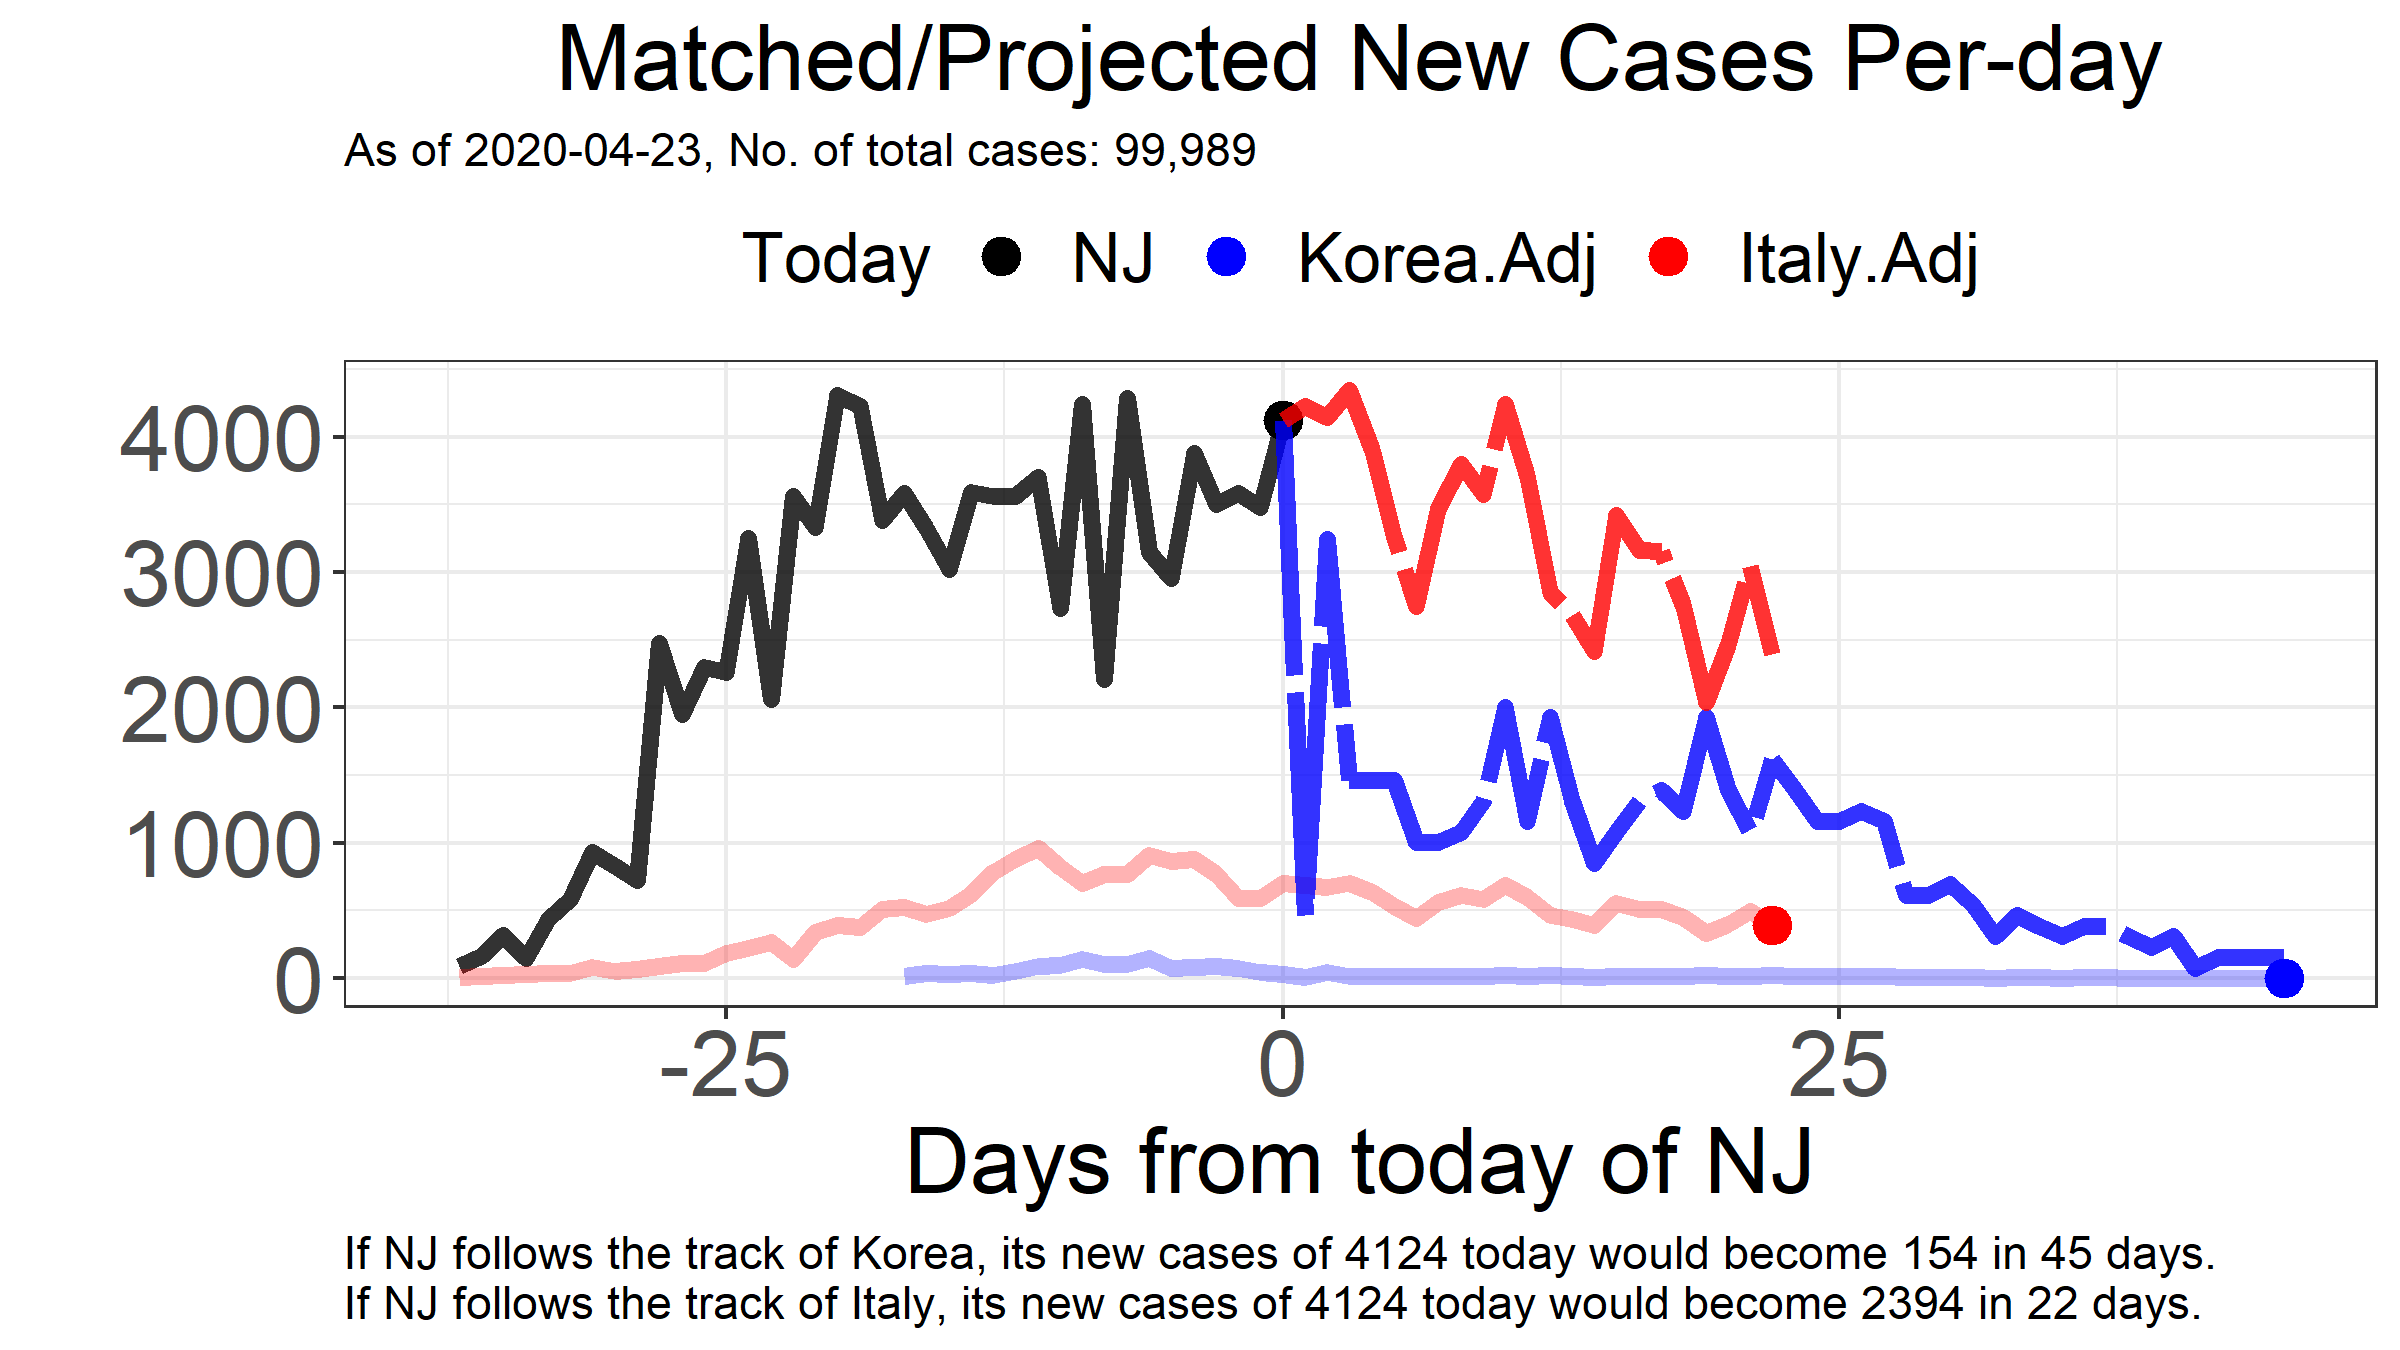 Matched/Projected New Cases Per-day
As of 2020-04-23, No. of total cases: 99,989
Today NJ Korea.Adj Italy.Adj
4000
3000
2000
1000
0
-25 0 25
Days from today of NJ
If NJ follows the track of Korea, its new cases of 4124 today would become 154 in 45 days.
If NJ follows the track of Italy, its new cases of 4124 today would become 2394 in 22 days.